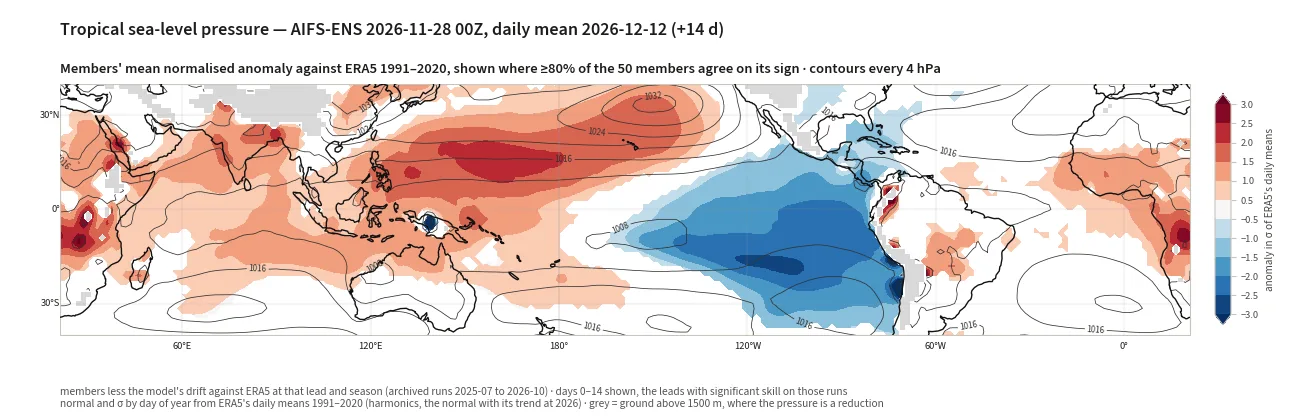 Tropical sea-level pressure — AIFS-ENS 2026-11-28 00Z, daily mean 2026-12-12 (+14 d)
Members' mean normalised anomaly against ERA5 1991–2020, shown where ≥80% of the 50 members agree on its sign · contours every 4 hPa
30°N
0°
30°S
60°E
120°E
180°
120°W
60°W
0°
1032
1024
1016
1016
1008
1016
1016
1016
1016
1016
1016
3.0
2.5
2.0
1.5
1.0
0.5
−0.5
−1.0
−1.5
−2.0
−2.5
−3.0
anomaly in σ of ERA5's daily means
members less the model's drift against ERA5 at that lead and season (archived runs 2025-07 to 2026-10) · days 0–14 shown, the leads with significant skill on those runs
normal and σ by day of year from ERA5's daily means 1991–2020 (harmonics, the normal with its trend at 2026) · grey = ground above 1500 m, where the pressure is a reduction